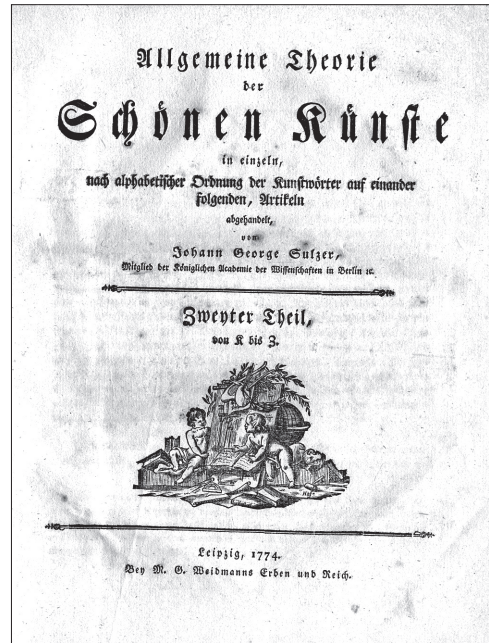 Allgemeine Theorie
der
Schönen Künste
in einzeln,
nach alphabetischer Ordnung der Kunstwörter auf einander
folgenden, Artikeln
abgehandelt,
von
Johann George Sulzer,
Mitglied der Königlichen Academie der Wissenschaften in Berlin ꝛc.
Zweyter Theil,
von K bis Z.
Leipzig, 1774.
Bey M. G. Weidmanns Erben und Reich.